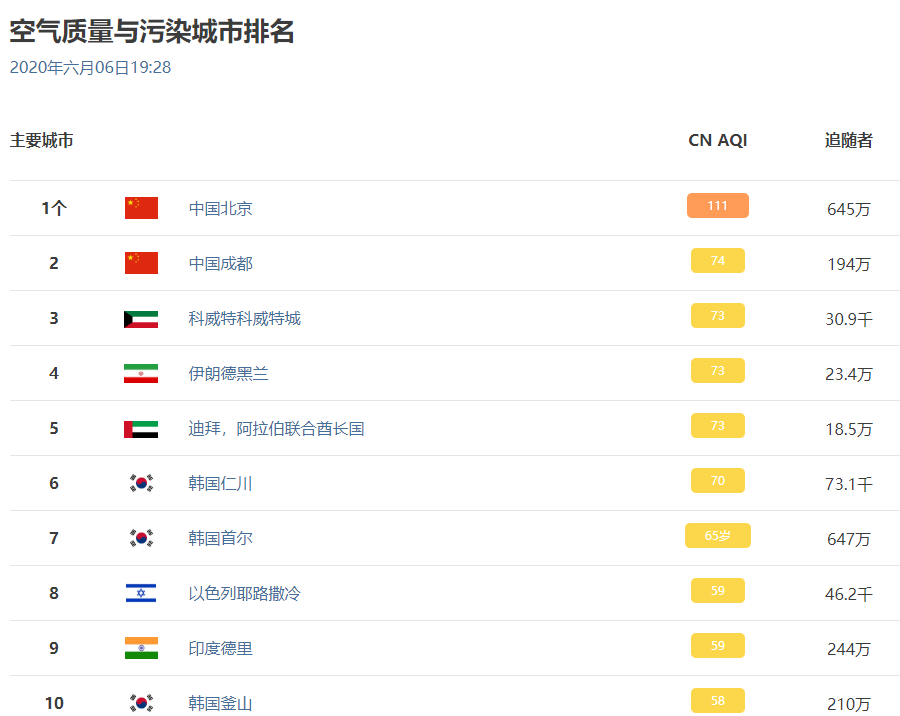 空气质量与污染城市排名
2020年六月06日19:28
主要城市 CN AQI 追随者
1个 中国北京 111 645万
2 中国成都 74 194万
3 科威特科威特城 73 30.9千
4 伊朗德黑兰 73 23.4万
5 迪拜，阿拉伯联合酋长国 73 18.5万
6 韩国仁川 70 73.1千
7 韩国首尔 65岁 647万
8 以色列耶路撒冷 59 46.2千
9 印度德里 59 244万
10 韩国釜山 58 210万